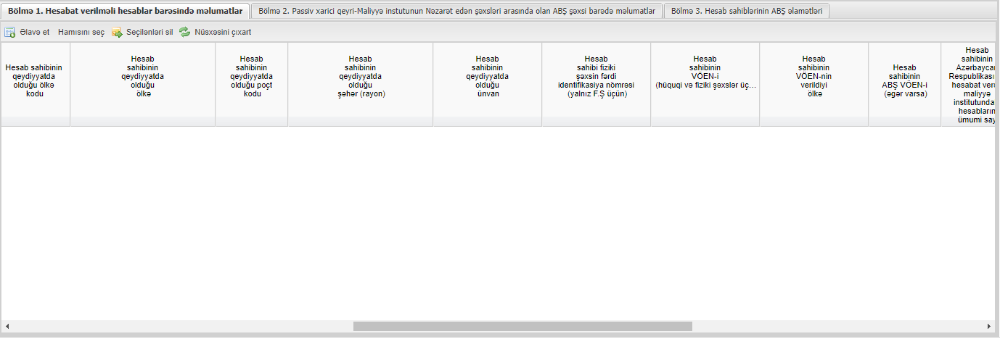 Bölmə 1. Hesabat verilməli hesablar barəsində məlumatlar
Bölmə 2. Passiv xarici qeyri-Maliyyə instutunun Nəzarət edən şəxsləri arasında olan ABŞ şəxsi barədə məlumatlar
Bölmə 3. Hesab sahiblərinin ABŞ əlamətləri
Əlavə et
Hamısını seç
Seçilənləri sil
Nüsxəsini çıxart
Hesab sahibinin
qeydiyyatda
olduğu ölkə
kodu
Hesab
sahibinin
qeydiyyatda
olduğu
ölkə
Hesab
sahibinin
qeydiyyatda
olduğu poçt
kodu
Hesab
sahibinin
qeydiyyatda
olduğu
şəhər (rayon)
Hesab
sahibinin
qeydiyyatda
olduğu
ünvan
Hesab
sahibi fiziki
şəxsin fərdi
identifikasiya nömrəsi
(yalnız F.Ş üçün)
Hesab
sahibinin
VÖEN-i
(hüquqi və fiziki şəxslər üç...
Hesab
sahibinin
VÖEN-nin
verildiyi
ölkə
Hesab
sahibinin
ABŞ VÖEN-i
(əgər varsa)
Hesab
sahibinin
Azərbaycan
Respublikası
hesabat verə
maliyyə
institutunda
hesabların
ümumi say